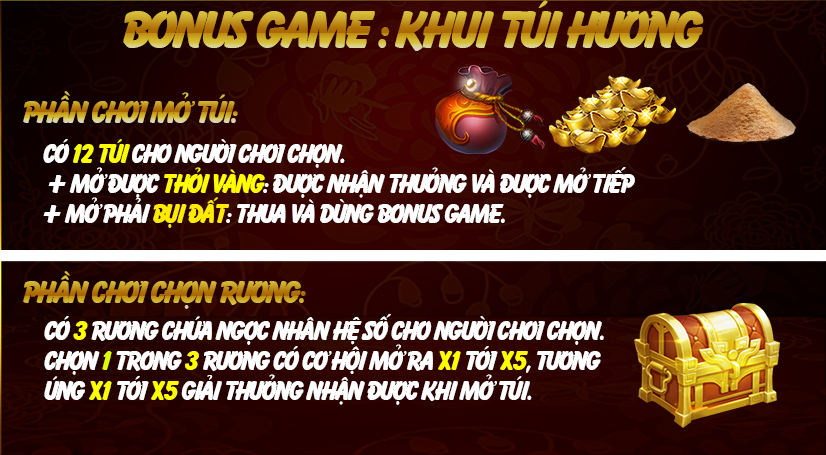 BONUS GAME : KHUI TÚI HƯƠNG
PHẦN CHƠI MỞ TÚI:
CÓ 12 TÚI CHO NGƯỜI CHƠI CHỌN.
+ MỞ ĐƯỢC THỎI VÀNG: ĐƯỢC NHẬN THƯỞNG VÀ ĐƯỢC MỞ TIẾP
+ MỞ PHẢI BỤI ĐẤT: THUA VÀ DỪNG BONUS GAME.
PHẦN CHƠI CHỌN RƯƠNG:
CÓ 3 RƯƠNG CHỨA NGỌC NHÂN HỆ SỐ CHO NGƯỜI CHƠI CHỌN.
CHỌN 1 TRONG 3 RƯƠNG CÓ CƠ HỘI MỞ RA X1 TỚI X5, TƯƠNG
ỨNG X1 TỚI X5 GIẢI THƯỞNG NHẬN ĐƯỢC KHI MỞ TÚI.